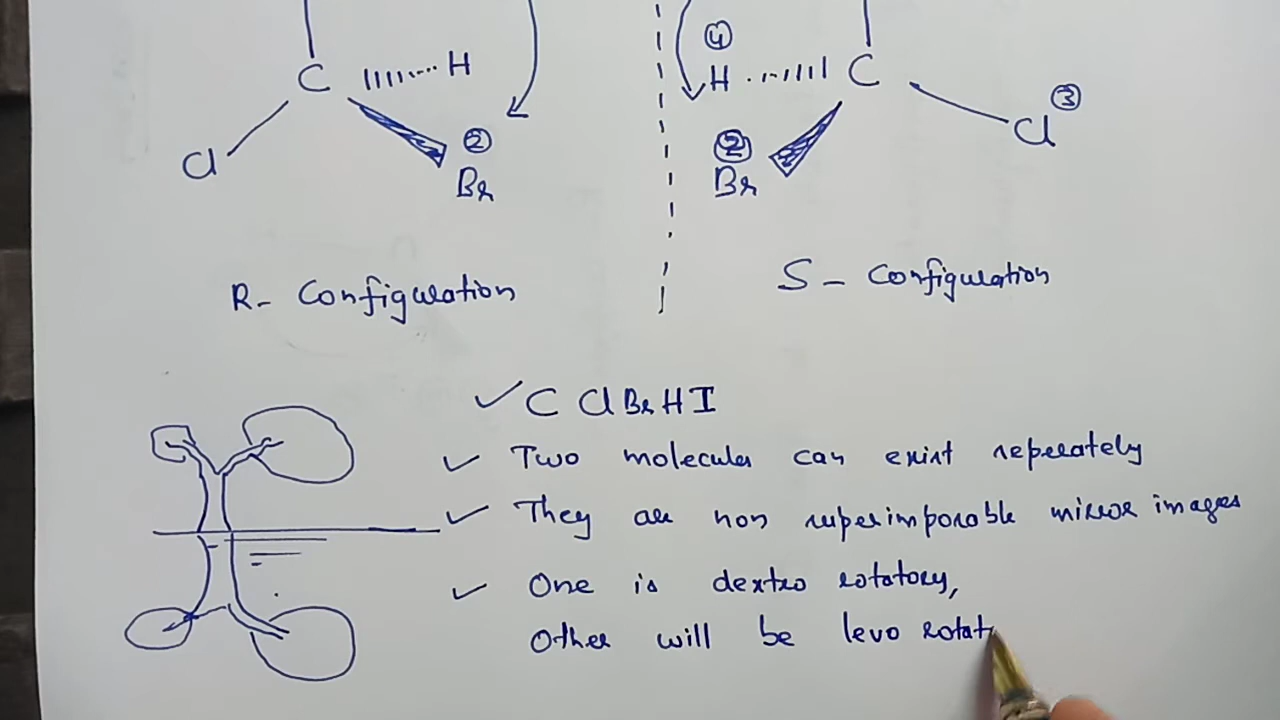 C H
④
H C
③
Cl
②
Br
②
Br
Cl
R- Configuration
S - Configuration
✓ C Cl Br H I
✓ Two molecules can exist seperately
✓ They are non superimposable mirror images
✓ One is dextro rotatory,
Other will be levo rotat